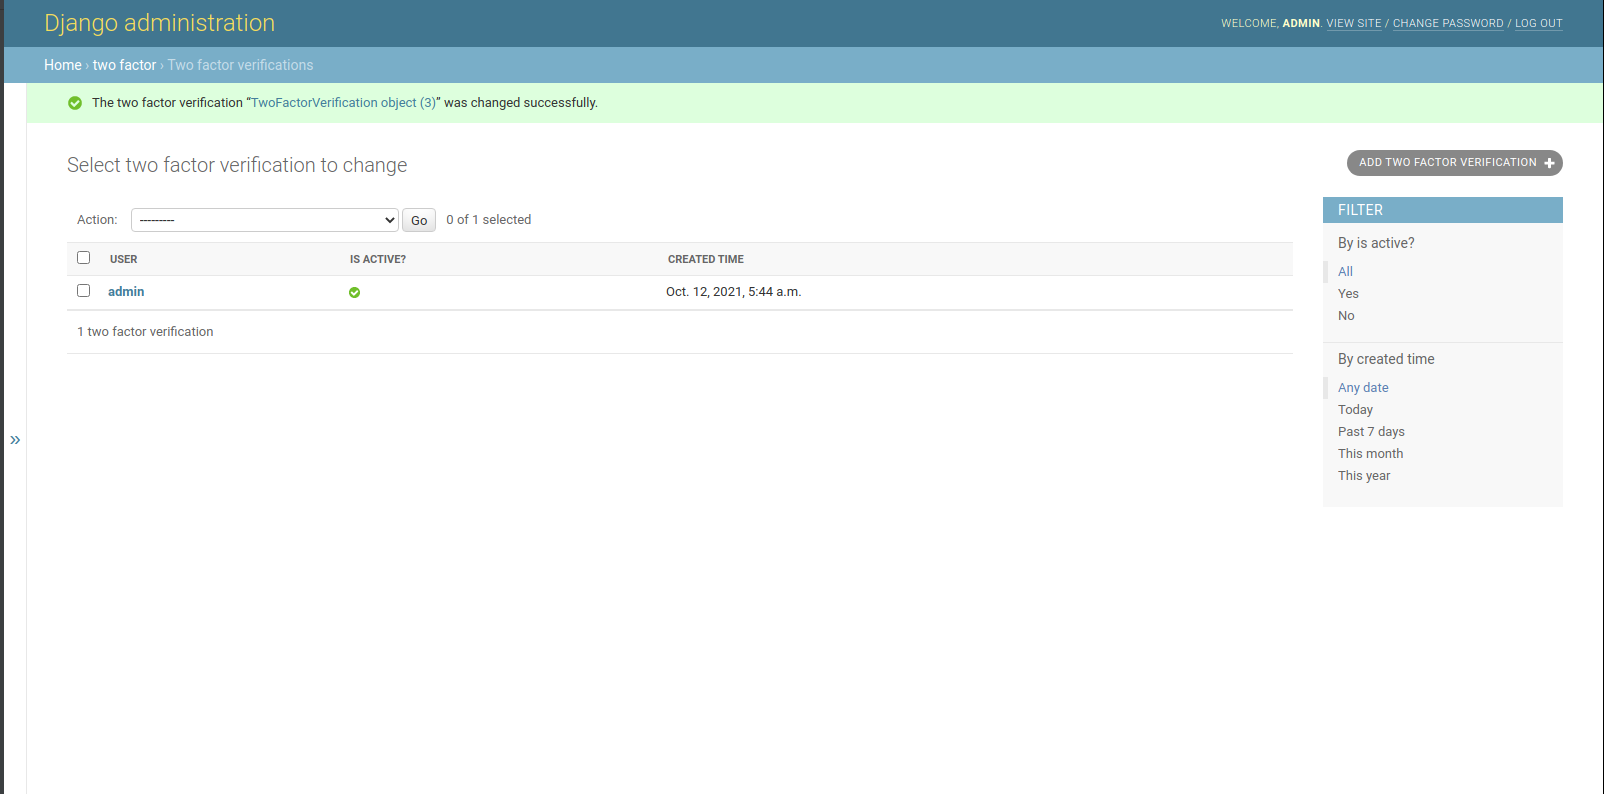 Django administration
WELCOME, ADMIN. VIEW SITE / CHANGE PASSWORD / LOG OUT
Home › two factor › Two factor verifications
The two factor verification “TwoFactorVerification object (3)” was changed successfully.
Select two factor verification to change
ADD TWO FACTOR VERIFICATION +
Action: --------- Go 0 of 1 selected
USER IS ACTIVE? CREATED TIME
admin Oct. 12, 2021, 5:44 a.m.
1 two factor verification
FILTER
By is active?
All
Yes
No
By created time
Any date
Today
Past 7 days
This month
This year
»